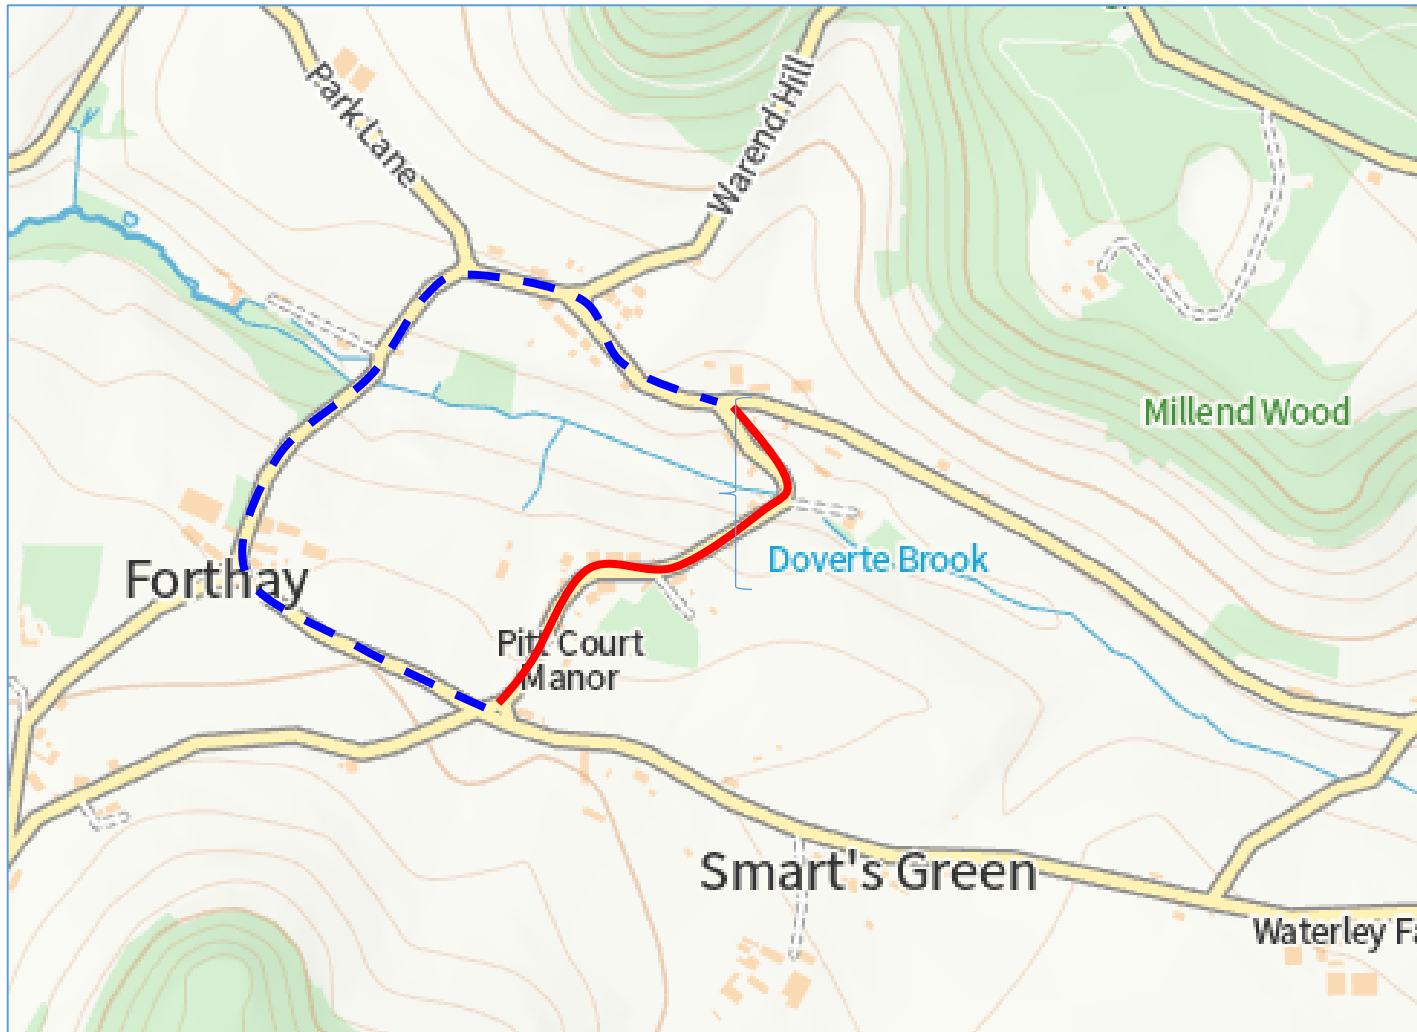 Park Lane
Warend Hill
Millend Wood
Doverte Brook
Forthay
Pitt Court
Manor
Smart's Green
Waterley Fa